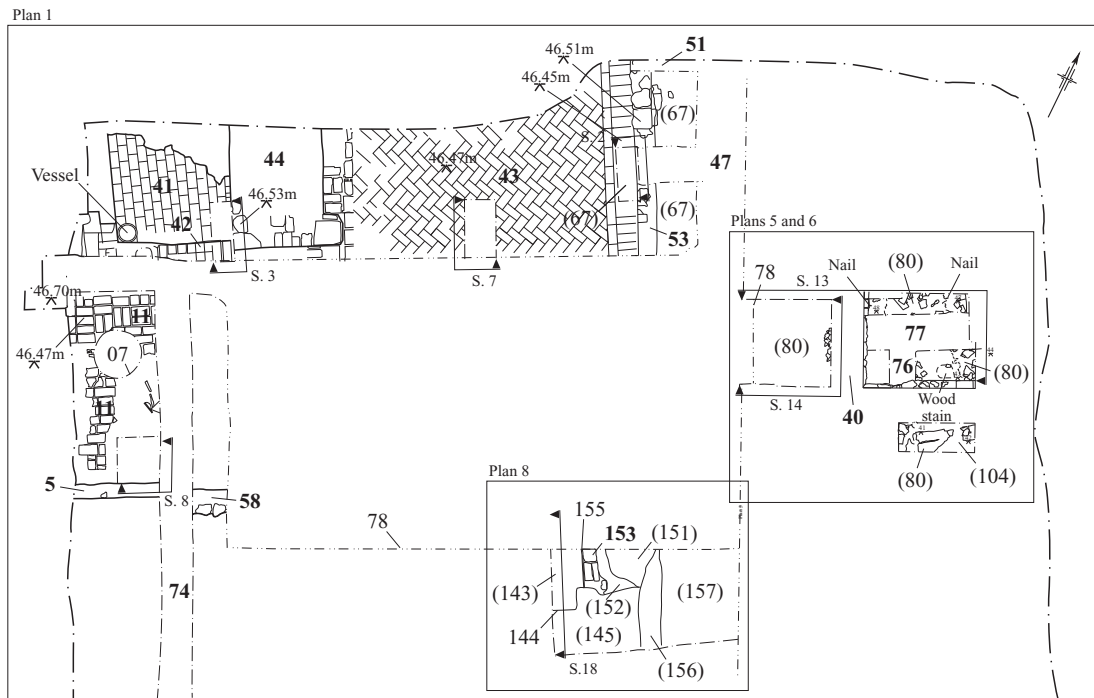 Plan 1
46.51m
51
46.45m
(67)
S. 2
44
46.47m
43
47
Vessel
41
46.53m
42
(67)
(67)
53
Plans 5 and 6
S. 3
S. 7
78
S. 13
Nail
(80)
Nail
46.70m
11
77
46.47m
07
(80)
76
(80)
Wood
stain
40
S. 14
11
41
(80)
(104)
Plan 8
5
S. 8
58
155
153
(151)
78
(143)
(152)
(157)
74
144
(145)
S.18
(156)